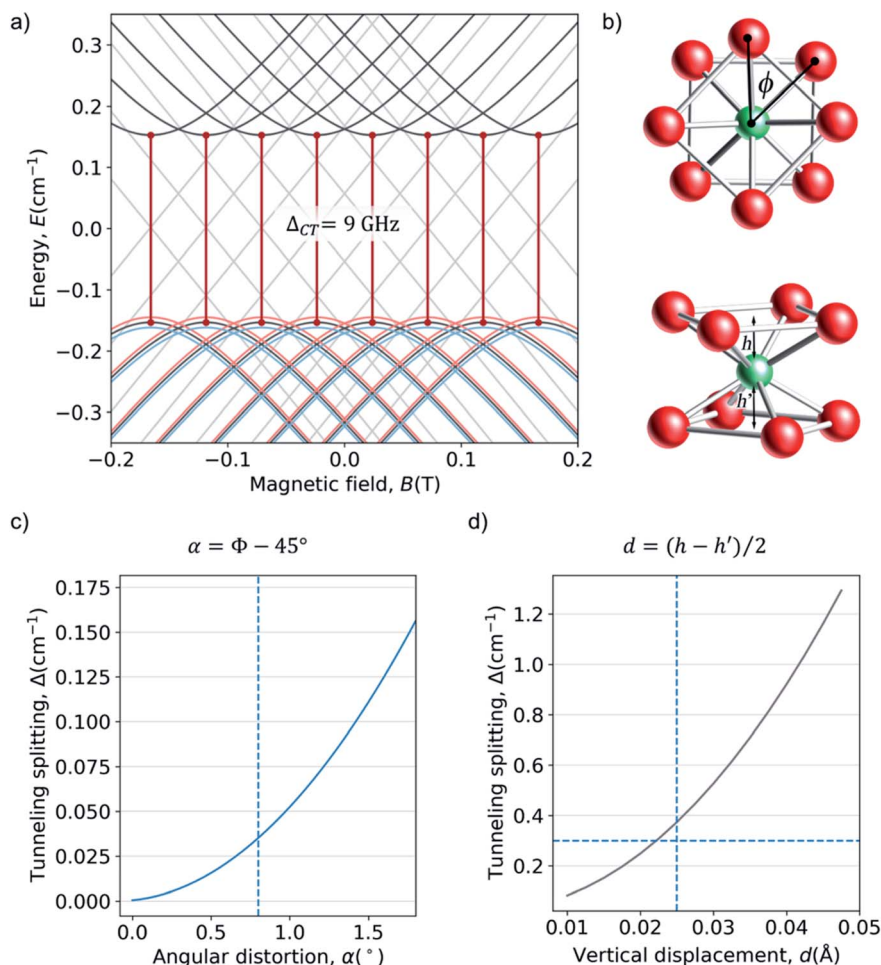 a)
Energy, E(cm⁻¹)
0.3
0.2
0.1
0.0
−0.1
−0.2
−0.3
Δ_CT = 9 GHz
−0.2 −0.1 0.0 0.1 0.2
Magnetic field, B(T)
b)
ϕ
h
h'
c)
α = Φ − 45°
Tunneling splitting, Δ(cm⁻¹)
0.175
0.150
0.125
0.100
0.075
0.050
0.025
0.000
0.0 0.5 1.0 1.5
Angular distortion, α(°)
d)
d = (h − h′)/2
Tunneling splitting, Δ(cm⁻¹)
1.2
1.0
0.8
0.6
0.4
0.2
0.01 0.02 0.03 0.04 0.05
Vertical displacement, d(Å)